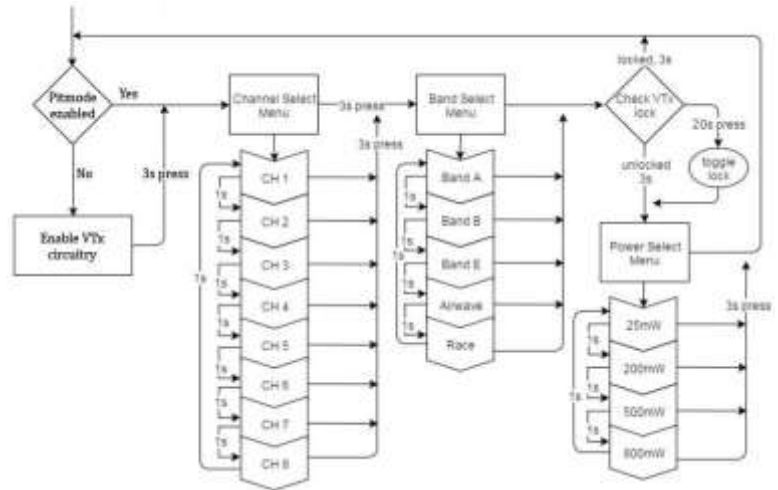 Pitmode
enabled
Yes
No
3s press
Enable VTx
circuitry
Channel Select
Menu
3s press
3s press
CH 1
CH 2
CH 3
CH 4
CH 5
CH 6
CH 7
CH 8
1s
1s
1s
1s
1s
1s
1s
1s
Band Select
Menu
Band A
Band B
Band E
Airwave
Race
1s
1s
1s
1s
1s
locked, 3s
Check VTx
lock
20s press
toggle
lock
unlocked
3s
Power Select
Menu
3s press
25mW
200mW
500mW
800mW
1s
1s
1s
1s